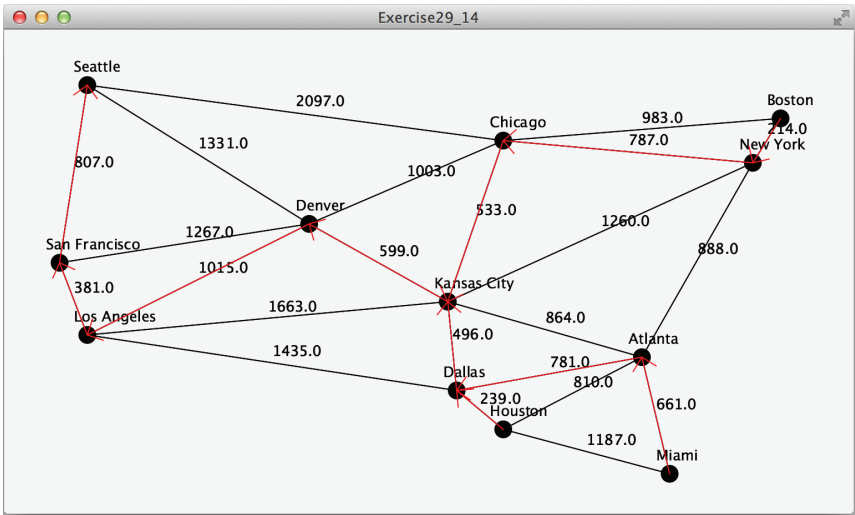 Exercise29_14
Seattle
2097.0
Boston
983.0
214.0
Chicago
787.0
New York
1331.0
807.0
1003.0
Denver
533.0
1260.0
1267.0
San Francisco
599.0
888.0
1015.0
381.0
Kansas City
1663.0
Los Angeles
864.0
496.0
Atlanta
1435.0
781.0
Dallas
810.0
239.0
Houston
661.0
1187.0
Miami